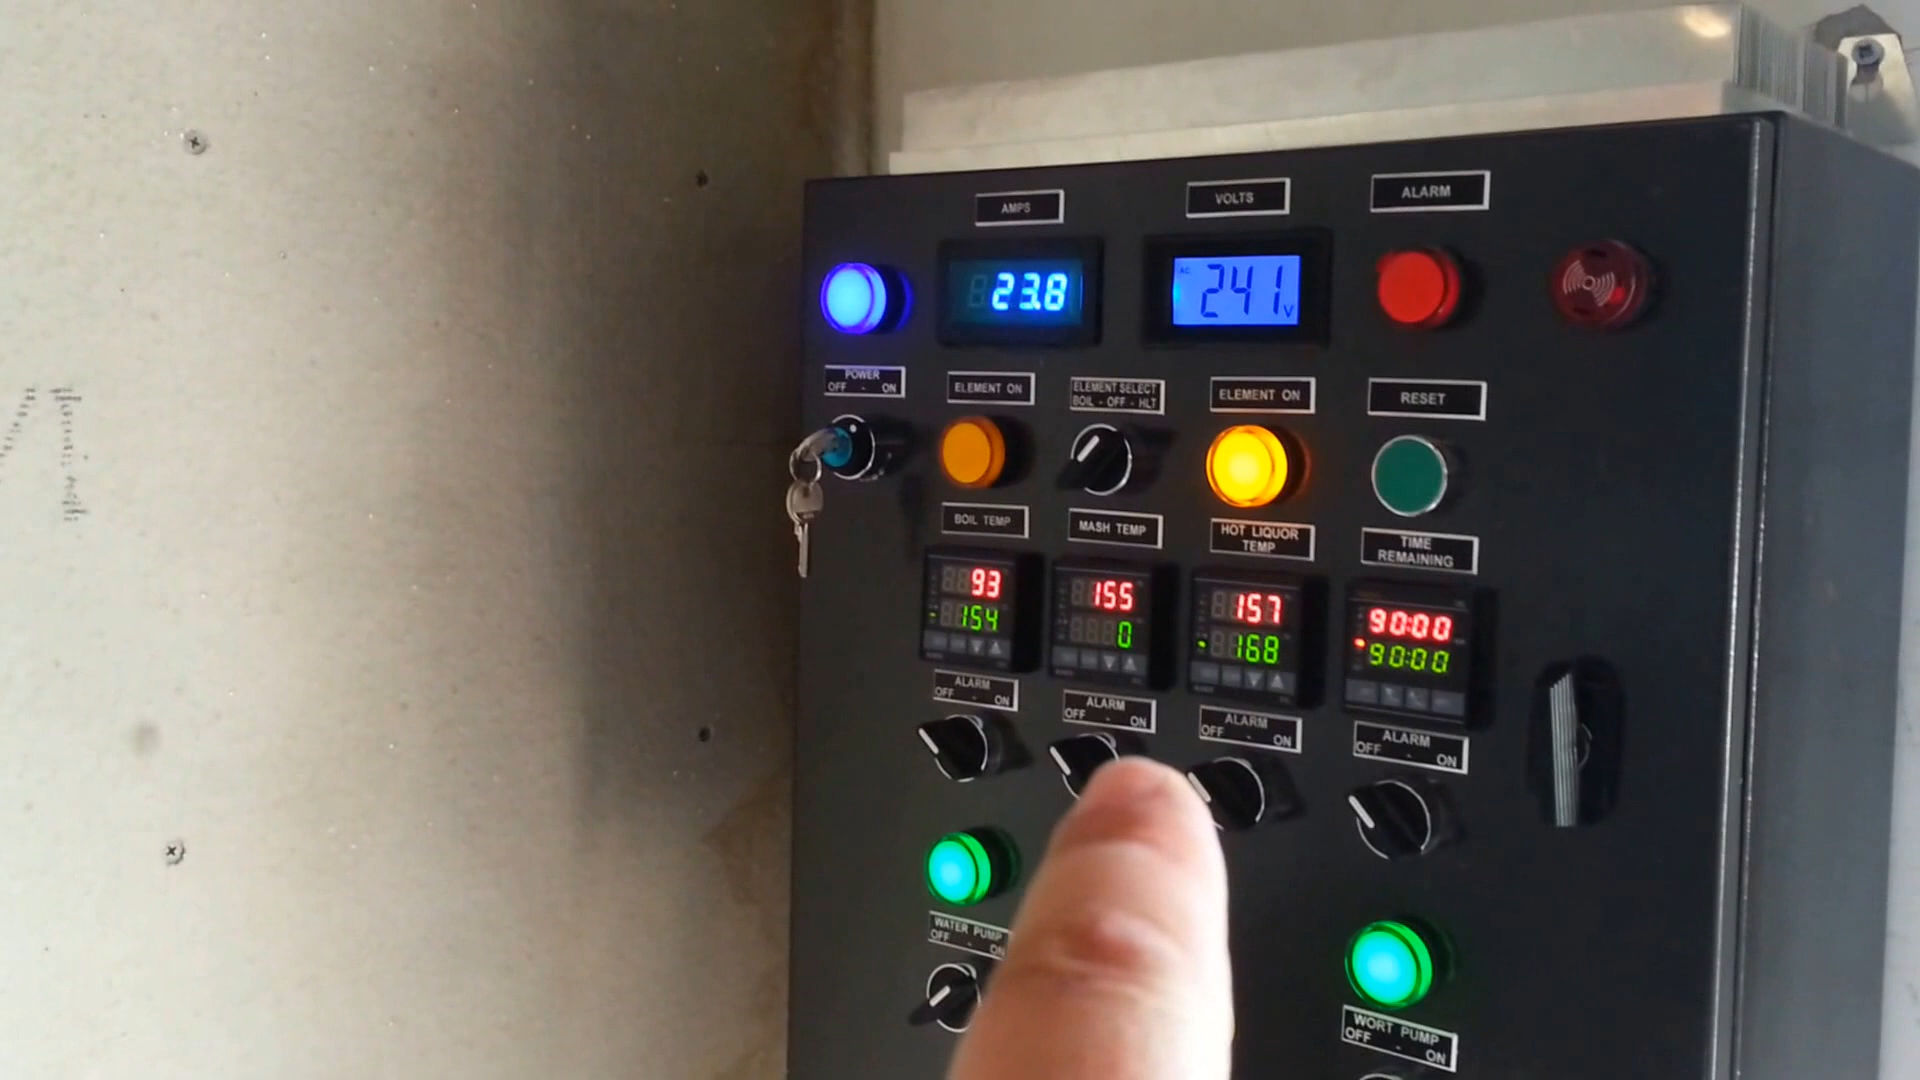 AMPS
VOLTS
ALARM
23.8
AC
241 V
POWER
OFF - ON
ELEMENT ON
ELEMENT SELECT
BOIL - OFF - HLT
ELEMENT ON
RESET
BOIL TEMP
MASH TEMP
HOT LIQUOR
TEMP
TIME
REMAINING
93
154
155
0
157
168
90:00
90:00
ALARM
OFF - ON
ALARM
OFF - ON
ALARM
OFF - ON
ALARM
OFF - ON
WATER PUMP
OFF - ON
WORT PUMP
OFF - ON